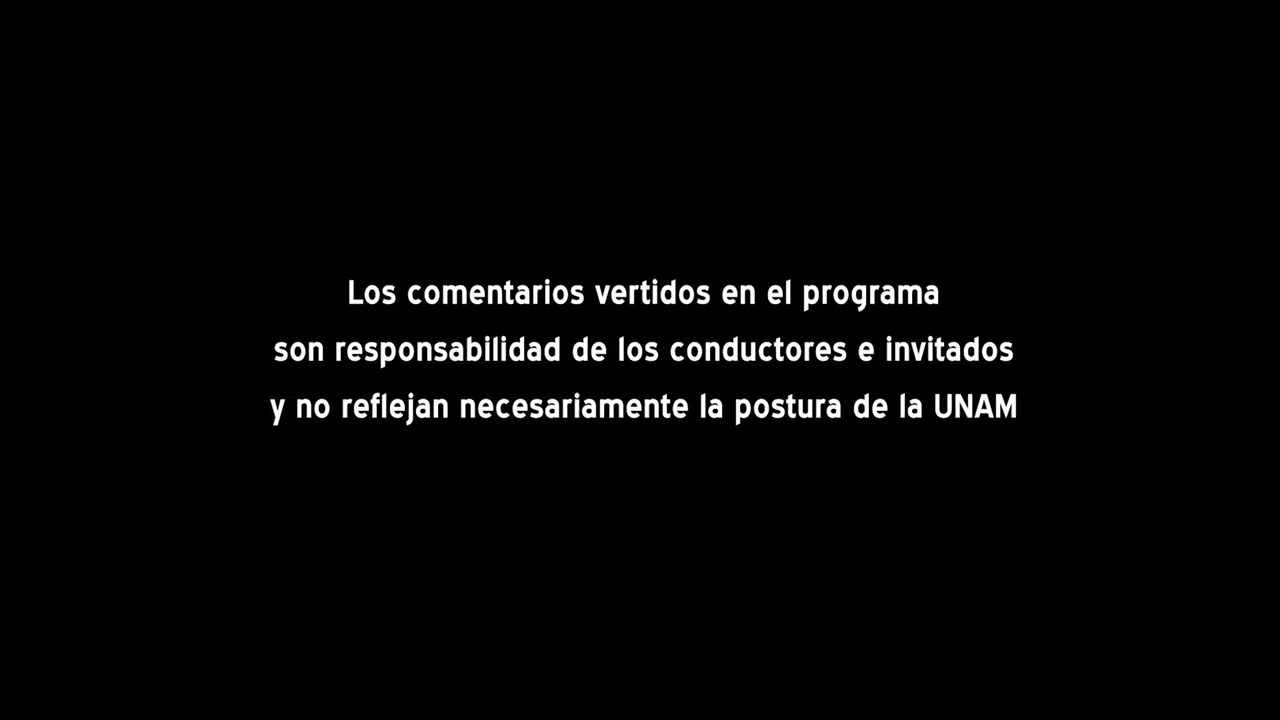 Los comentarios vertidos en el programa
son responsabilidad de los conductores e invitados
y no reflejan necesariamente la postura de la UNAM